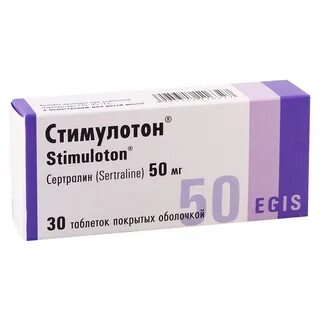 Стимулотон®
Stimuloton®
Сертралин (Sertraline) 50 мг
30 таблеток покрытых оболочкой
50
EGIS